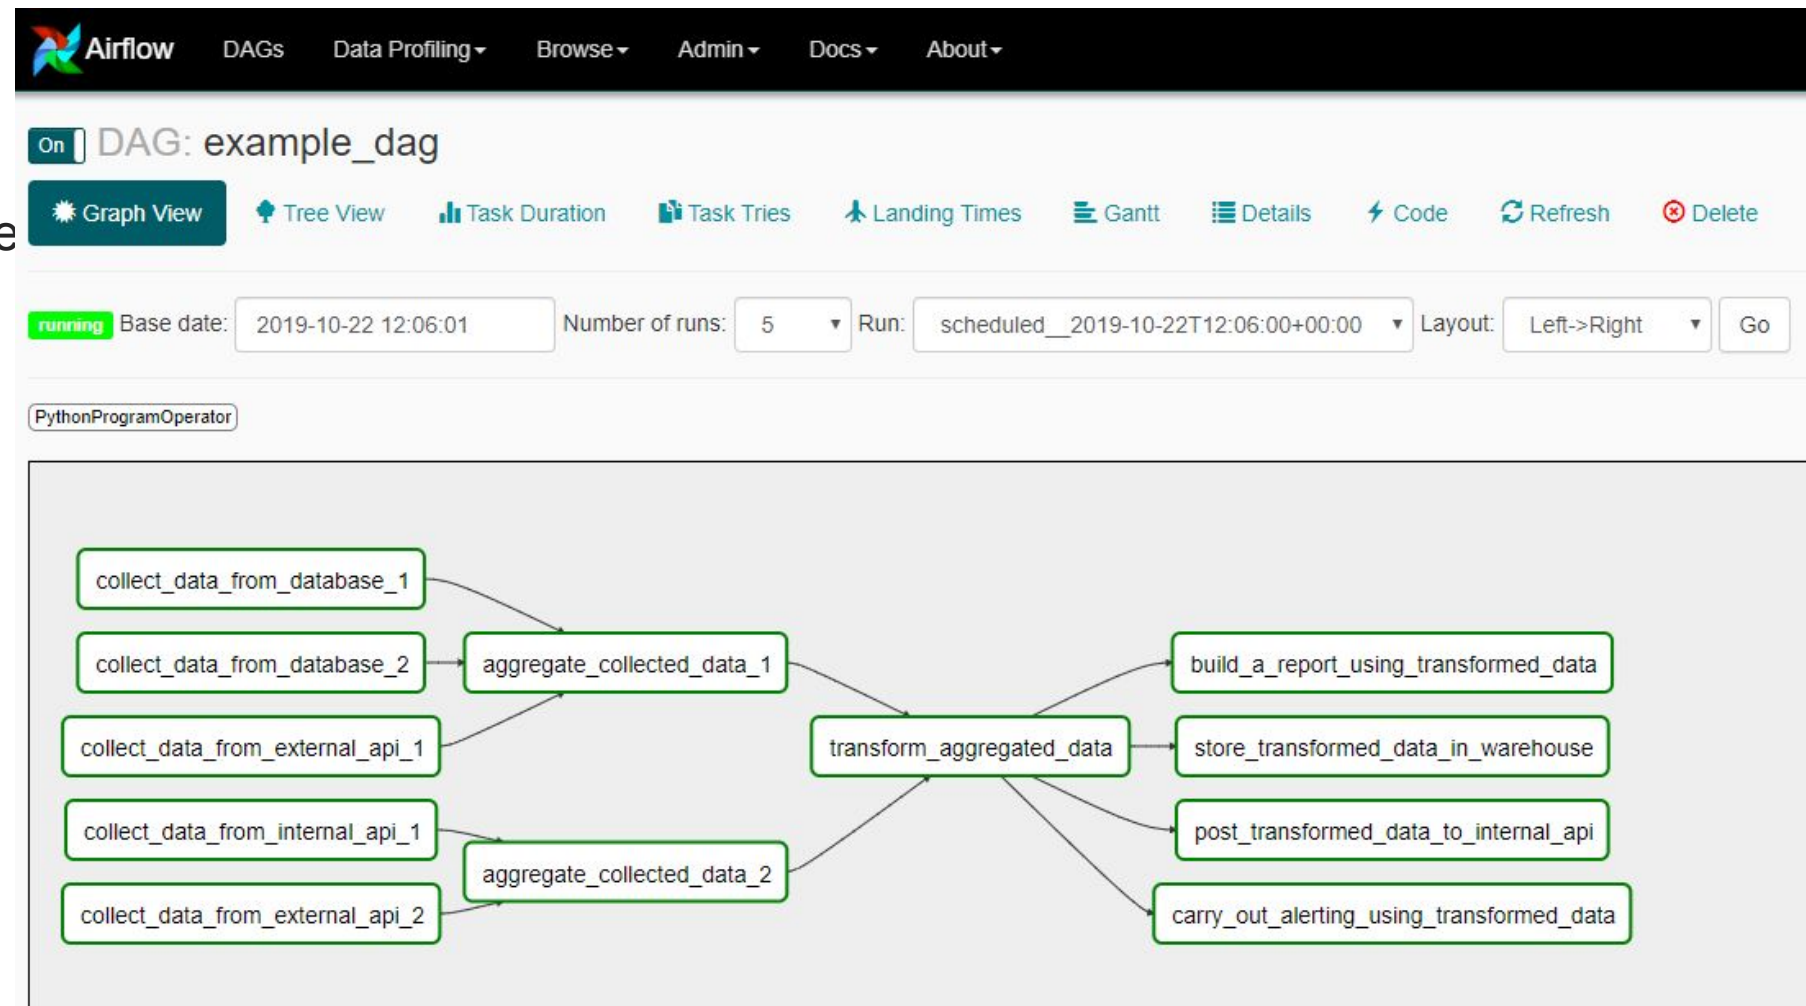 Airflow DAGs Data Profiling Browse Admin Docs About
On DAG: example_dag
e
Graph View Tree View Task Duration Task Tries Landing Times Gantt Details Code Refresh Delete
running Base date: 2019-10-22 12:06:01 Number of runs: 5 Run: scheduled__2019-10-22T12:06:00+00:00 Layout: Left->Right Go
PythonProgramOperator
collect_data_from_database_1
collect_data_from_database_2 aggregate_collected_data_1 build_a_report_using_transformed_data
collect_data_from_external_api_1 transform_aggregated_data store_transformed_data_in_warehouse
collect_data_from_internal_api_1 post_transformed_data_to_internal_api
aggregate_collected_data_2
collect_data_from_external_api_2 carry_out_alerting_using_transformed_data